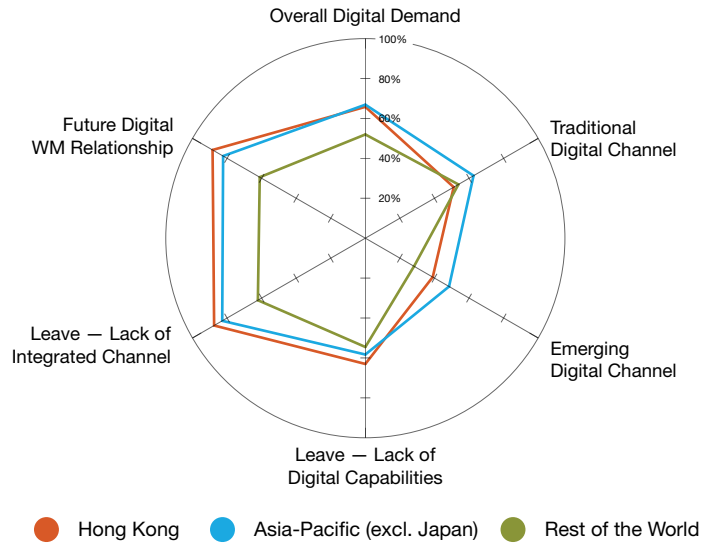 Overall Digital Demand
100%
80%
60%
40%
20%
Traditional
Digital Channel
Emerging
Digital Channel
Leave — Lack of
Digital Capabilities
Leave — Lack of
Integrated Channel
Future Digital
WM Relationship
Hong Kong
Asia-Pacific (excl. Japan)
Rest of the World